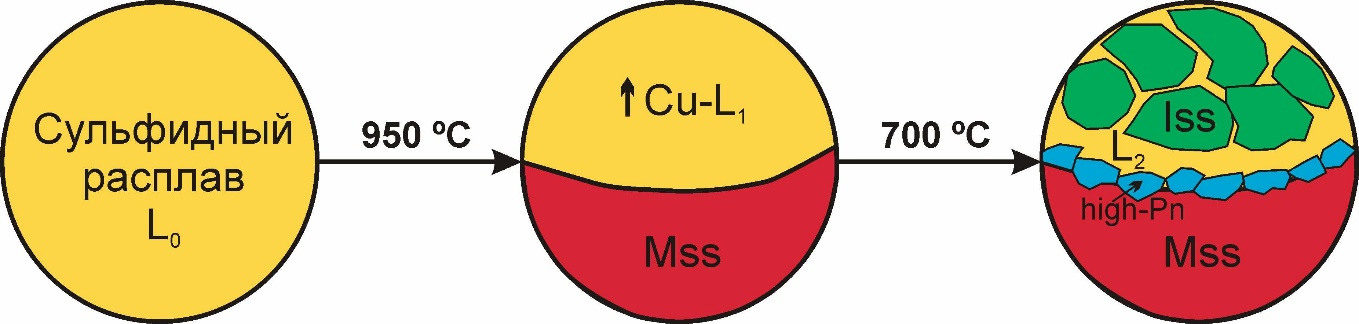 Сульфидный
расплав
L₀
950 ºC
Cu-L₁
Mss
700 ºC
Iss
L₂
high-Pn
Mss